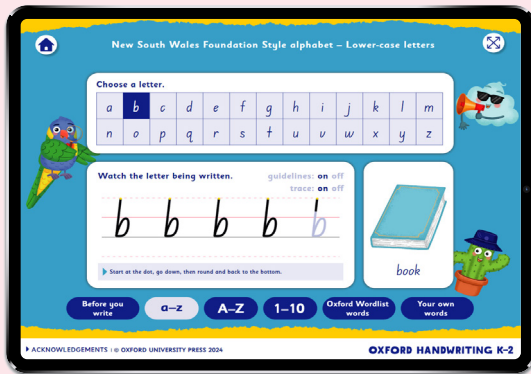 New South Wales Foundation Style alphabet – Lower-case letters
Choose a letter.
a b c d e f g h i j k l m
n o p q r s t u v w x y z
Watch the letter being written.
guidelines: on off
trace: on off
b b b b b
Start at the dot, go down, then round and back to the bottom.
book
Before you write
a–z
A–Z
1–10
Oxford Wordlist words
Your own words
ACKNOWLEDGEMENTS | © OXFORD UNIVERSITY PRESS 2024
OXFORD HANDWRITING K–2